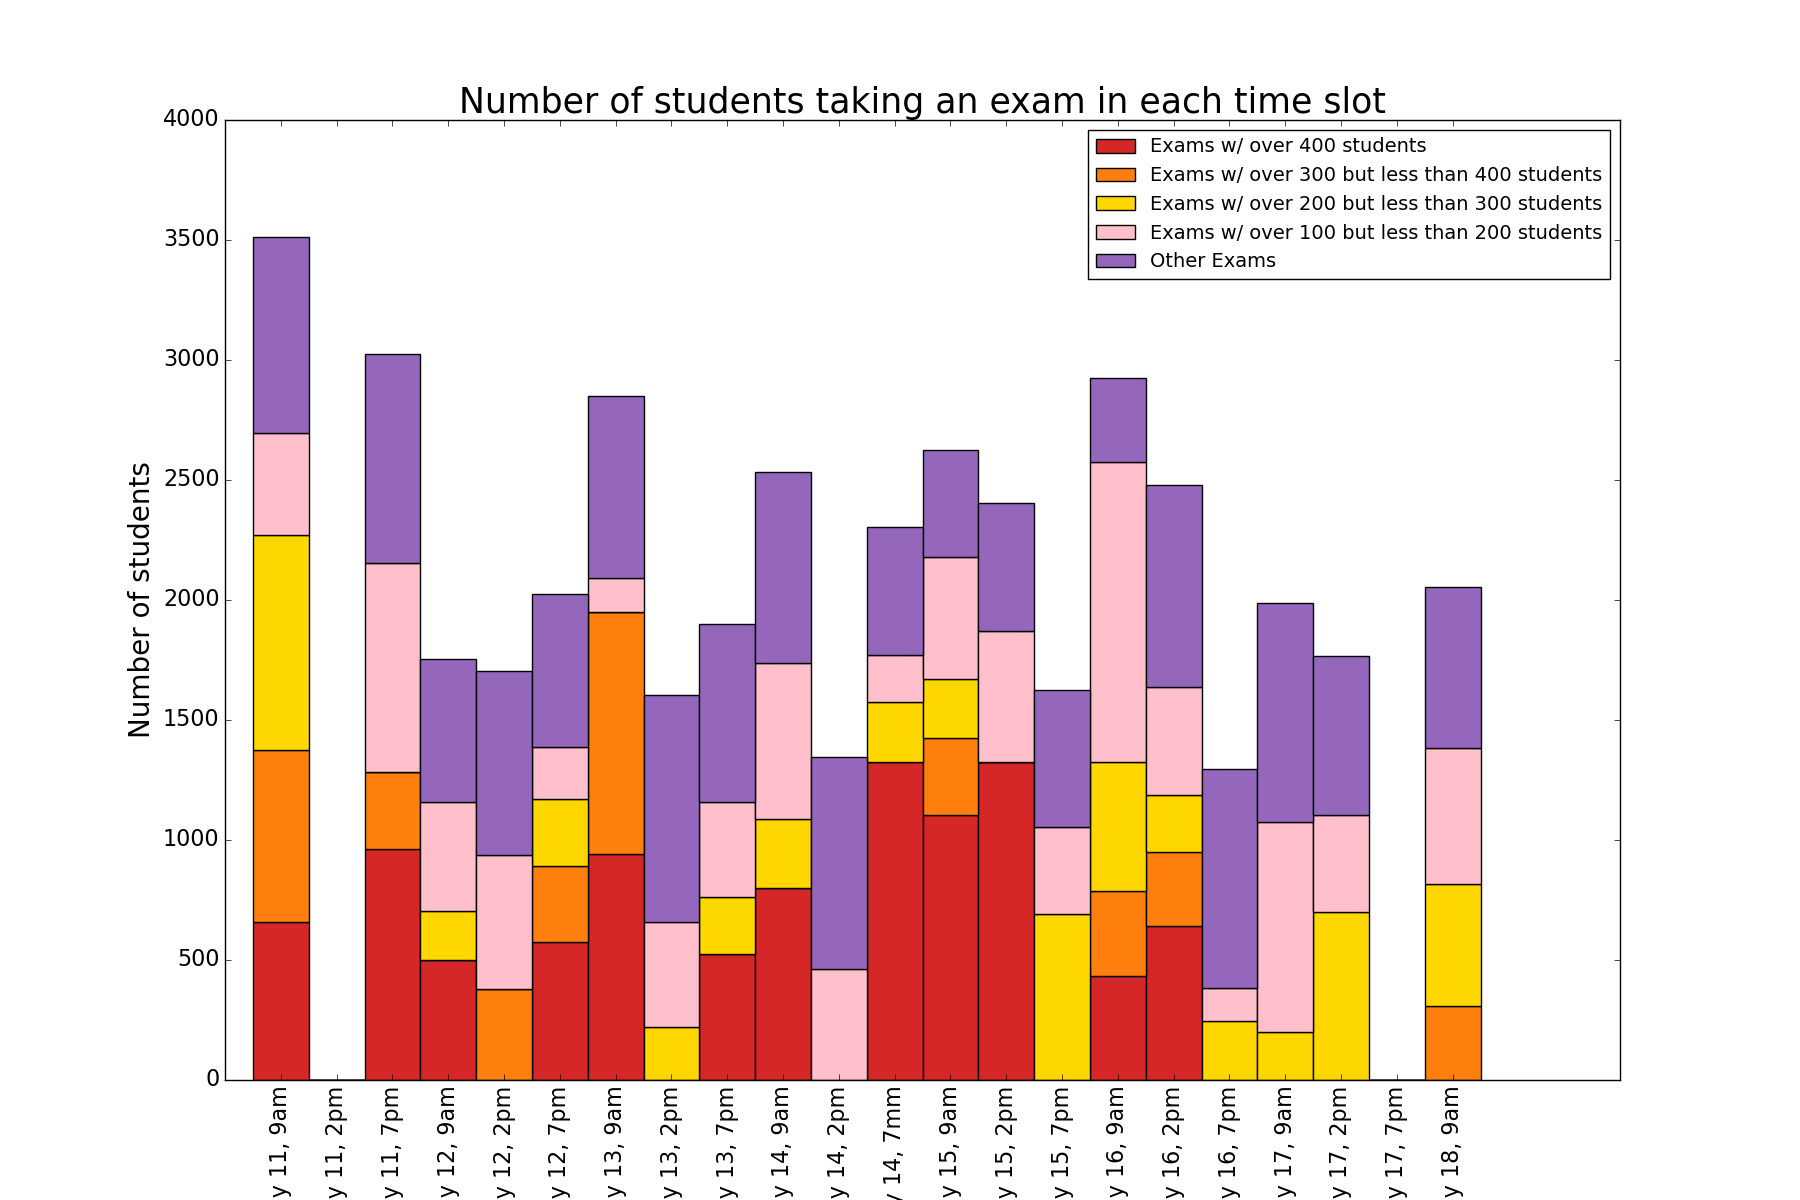 Number of students taking an exam in each time slot
4000
3500
3000
2500
2000
1500
1000
500
0
Number of students
Exams w/ over 400 students
Exams w/ over 300 but less than 400 students
Exams w/ over 200 but less than 300 students
Exams w/ over 100 but less than 200 students
Other Exams
y 11, 9am
y 11, 2pm
y 11, 7pm
y 12, 9am
y 12, 2pm
y 12, 7pm
y 13, 9am
y 13, 2pm
y 13, 7pm
y 14, 9am
y 14, 2pm
y 14, 7mm
y 15, 9am
y 15, 2pm
y 15, 7pm
y 16, 9am
y 16, 2pm
y 16, 7pm
y 17, 9am
y 17, 2pm
y 17, 7pm
y 18, 9am